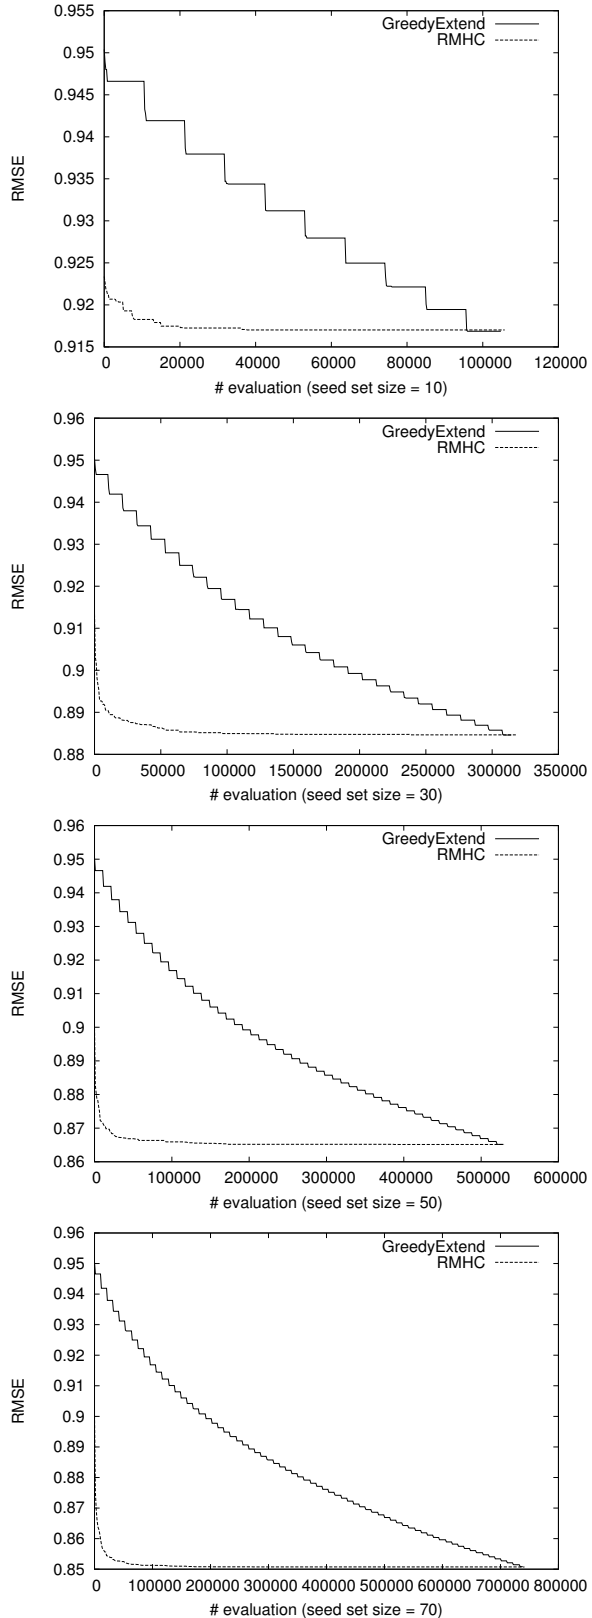 0.955
0.95
0.945
0.94
0.935
0.93
0.925
0.92
0.915
RMSE
GreedyExtend
RMHC
0 20000 40000 60000 80000 100000 120000
# evaluation (seed set size = 10)
0.96
0.95
0.94
0.93
0.92
0.91
0.9
0.89
0.88
RMSE
GreedyExtend
RMHC
0 50000 100000 150000 200000 250000 300000 350000
# evaluation (seed set size = 30)
0.96
0.95
0.94
0.93
0.92
0.91
0.9
0.89
0.88
0.87
0.86
RMSE
GreedyExtend
RMHC
0 100000 200000 300000 400000 500000 600000
# evaluation (seed set size = 50)
0.96
0.95
0.94
0.93
0.92
0.91
0.9
0.89
0.88
0.87
0.86
0.85
RMSE
GreedyExtend
RMHC
0 100000 200000 300000 400000 500000 600000 700000 800000
# evaluation (seed set size = 70)